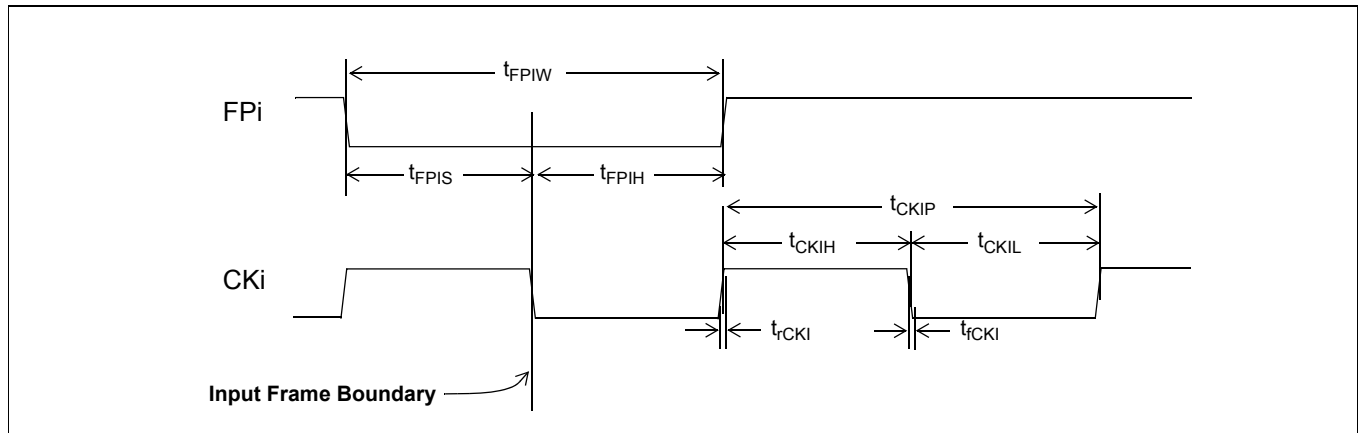 tFPIW
FPi
tFPIS
tFPIH
tCKIP
tCKIH
tCKIL
CKi
trCKI
tfCKI
Input Frame Boundary